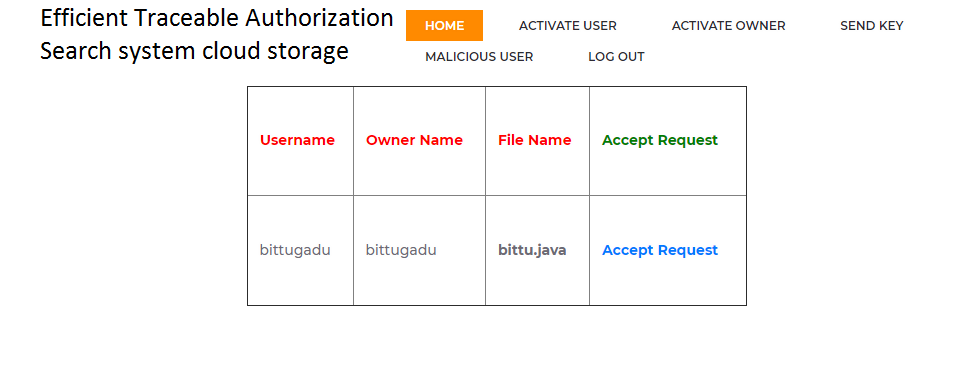 Efficient Traceable Authorization
Search system cloud storage
HOME ACTIVATE USER ACTIVATE OWNER SEND KEY
MALICIOUS USER LOG OUT
Username Owner Name File Name Accept Request
bittugadu bittugadu bittu.java Accept Request